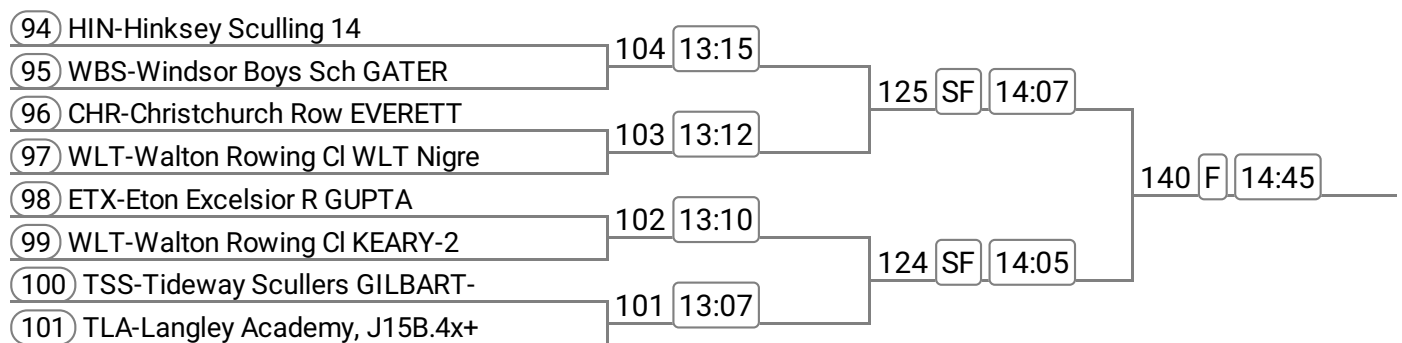 94 HIN-Hinksey Sculling 14
104 13:15
95 WBS-Windsor Boys Sch GATER
125 SF 14:07
96 CHR-Christchurch Row EVERETT
103 13:12
97 WLT-Walton Rowing Cl WLT Nigre
140 F 14:45
98 ETX-Eton Excelsior R GUPTA
102 13:10
99 WLT-Walton Rowing Cl KEARY-2
124 SF 14:05
100 TSS-Tideway Scullers GILBART-
101 13:07
101 TLA-Langley Academy, J15B.4x+